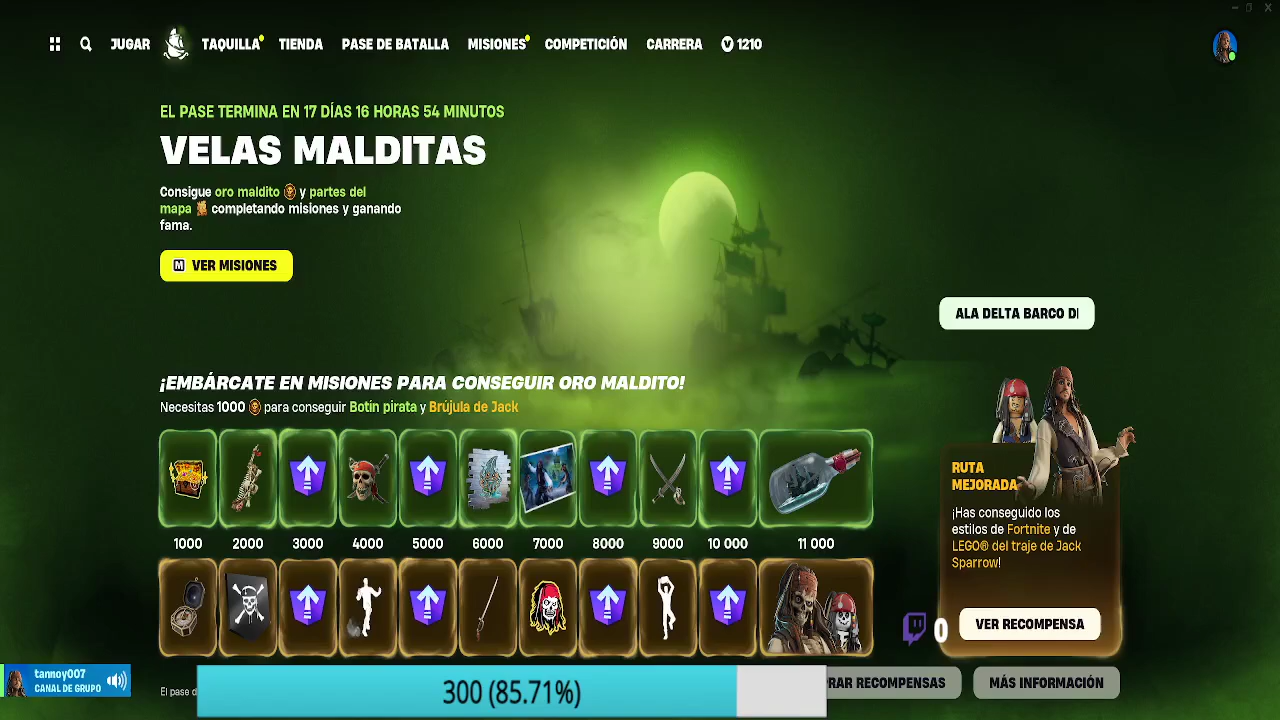 JUGAR
TAQUILLA
TIENDA
PASE DE BATALLA
MISIONES
COMPETICIÓN
CARRERA
V 1210
EL PASE TERMINA EN 17 DÍAS 16 HORAS 54 MINUTOS
VELAS MALDITAS
Consigue oro maldito y partes del
mapa completando misiones y ganando
fama.
M VER MISIONES
ALA DELTA BARCO DI
¡EMBÁRCATE EN MISIONES PARA CONSEGUIR ORO MALDITO!
Necesitas 1000 para conseguir Botín pirata y Brújula de Jack
1000 2000 3000 4000 5000 6000 7000 8000 9000 10 000 11 000
RUTA
MEJORADA
¡Has conseguido los
estilos de Fortnite y de
LEGO® del traje de Jack
Sparrow!
0
VER RECOMPENSA
tannoy007
CANAL DE GRUPO
El pase d
300 (85.71%)
RAR RECOMPENSAS
MÁS INFORMACIÓN